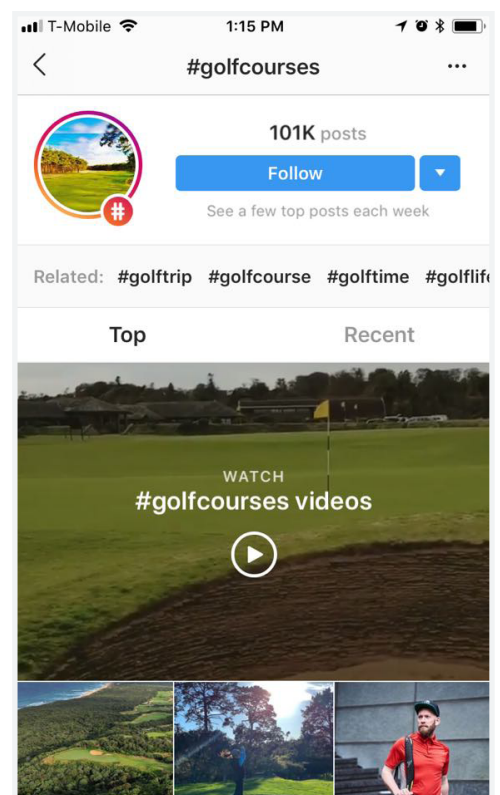 T-Mobile 1:15 PM
#golfcourses
101K posts
Follow
#
See a few top posts each week
Related: #golftrip #golfcourse #golftime #golflife
Top Recent
WATCH
#golfcourses videos